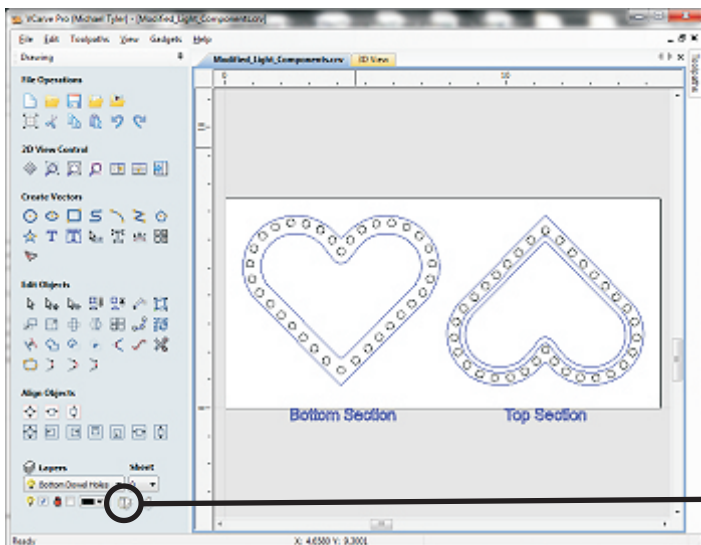 VCarve Pro (Michael Tyler) - [Modified_Light_Components.crv]
File Edit Toolpaths View Gadgets Help
Drawing
Modified_Light_Components.crv 2D View
Toolpaths
File Operations
2D View Control
Create Vectors
Edit Objects
Align Objects
Layers Sheet
Bottom Dowel Holes
Bottom Section
Top Section
Ready
X: 4.6580 Y: 9.3001